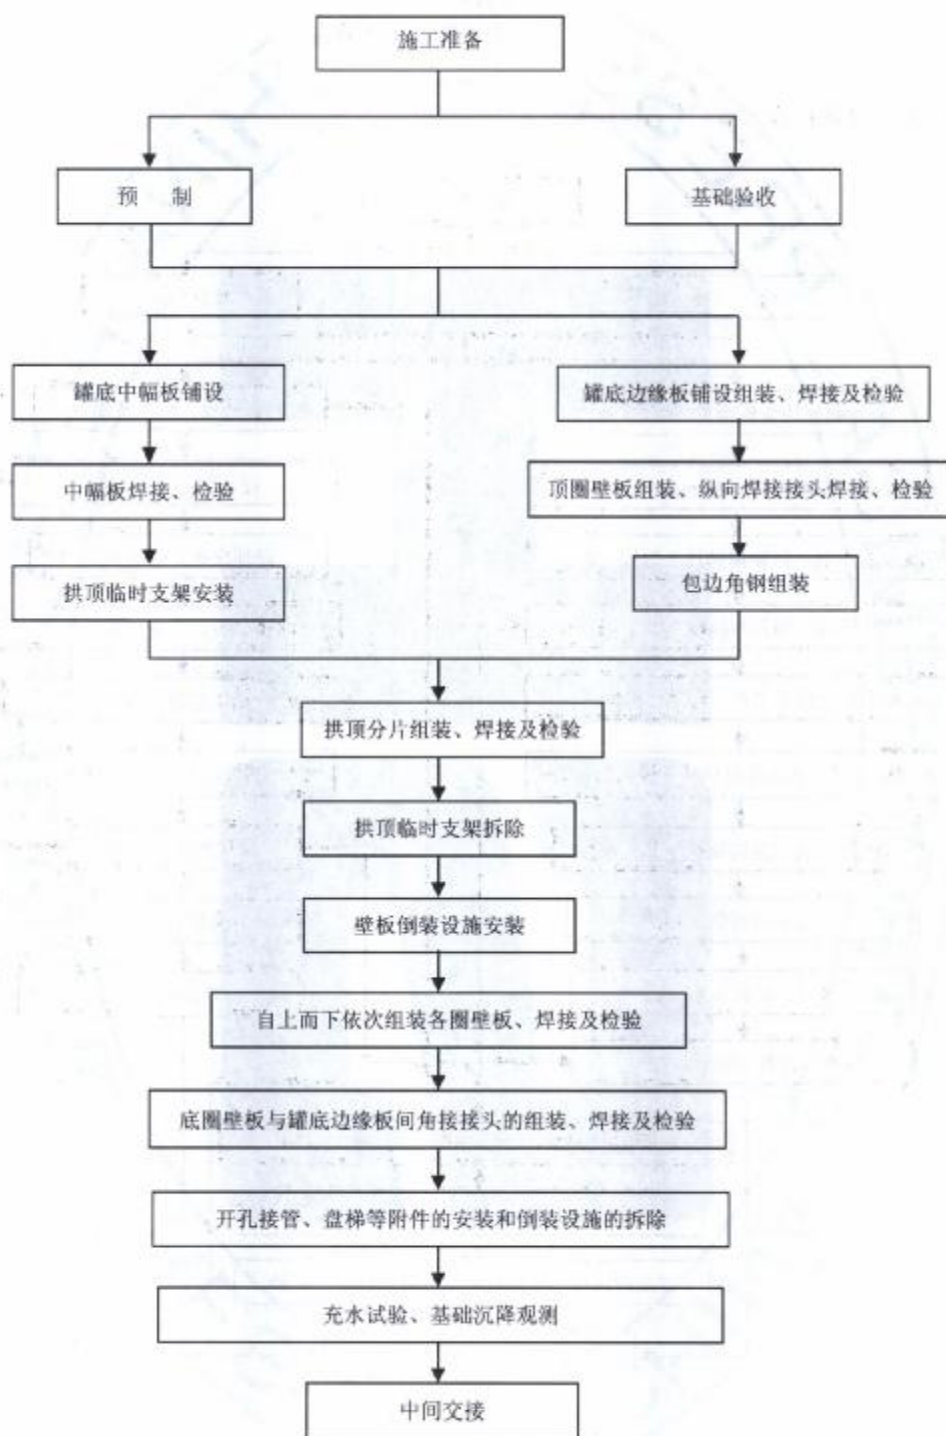 施工准备
预 制
基础验收
罐底中幅板铺设
罐底边缘板铺设组装、焊接及检验
中幅板焊接、检验
顶圈壁板组装、纵向焊接接头焊接、检验
拱顶临时支架安装
包边角钢组装
拱顶分片组装、焊接及检验
拱顶临时支架拆除
壁板倒装设施安装
自上而下依次组装各圈壁板、焊接及检验
底圈壁板与罐底边缘板间角接接头的组装、焊接及检验
开孔接管、盘梯等附件的安装和倒装设施的拆除
充水试验、基础沉降观测
中间交接